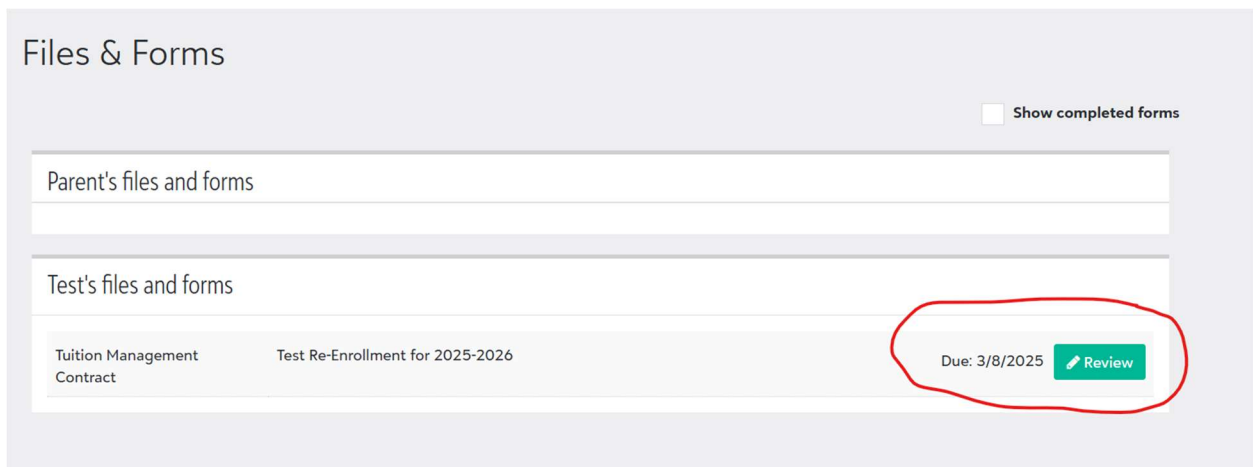 Files & Forms
Show completed forms
Parent's files and forms
Test's files and forms
Tuition Management Contract
Test Re-Enrollment for 2025-2026
Due: 3/8/2025
Review